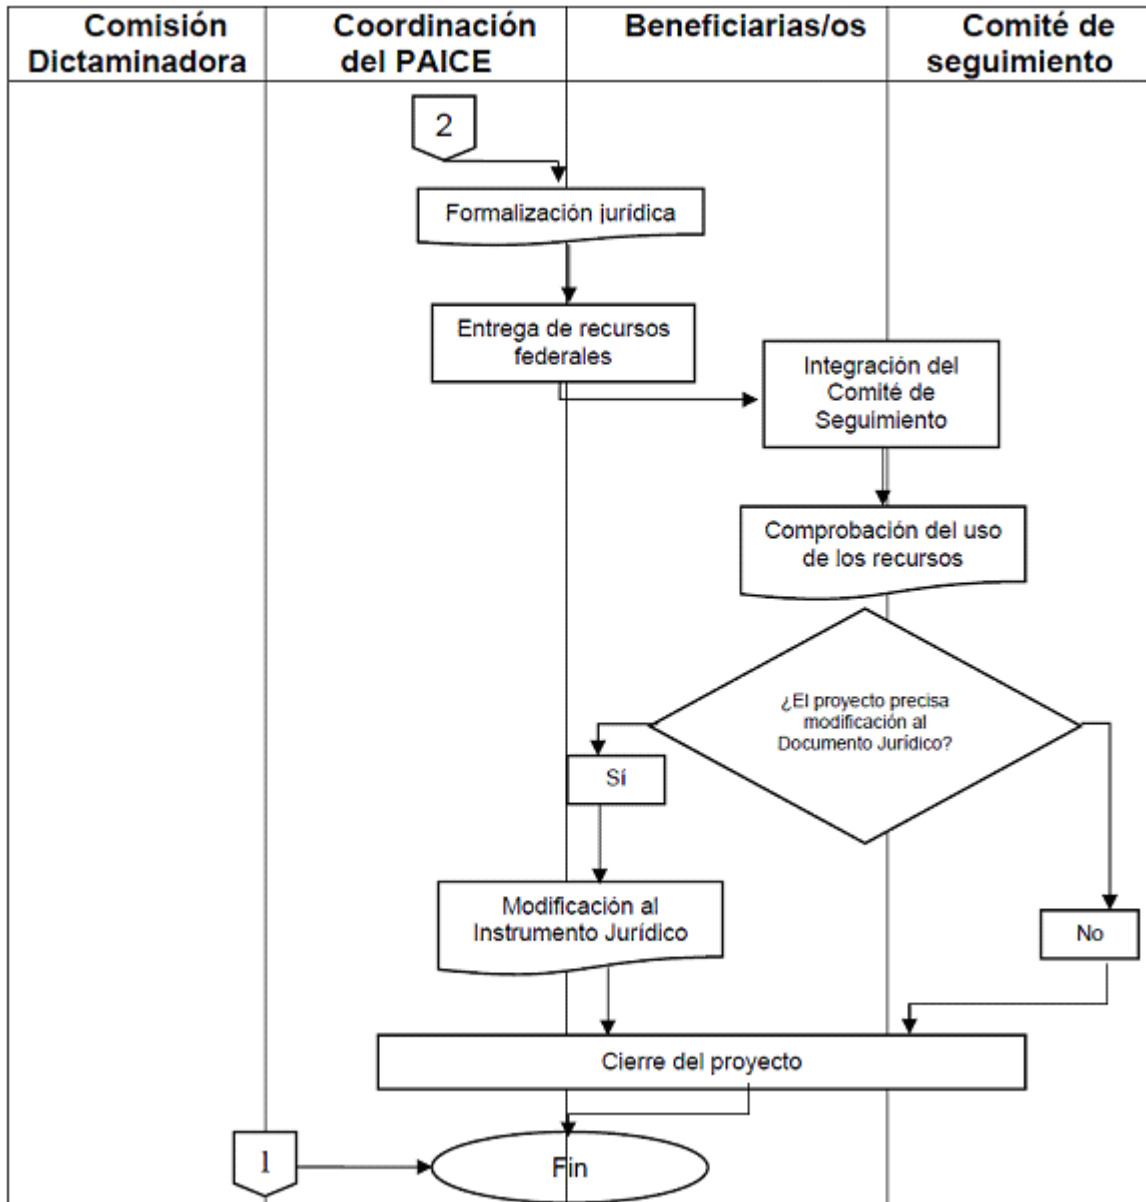 Comisión
Dictaminadora
Coordinación
del PAICE
Beneficiarias/os
Comité de
seguimiento
2
Formalización jurídica
Entrega de recursos
federales
Integración del
Comité de
Seguimiento
Comprobación del uso
de los recursos
¿El proyecto precisa
modificación al
Documento Jurídico?
Sí
Modificación al
Instrumento Jurídico
No
Cierre del proyecto
1
Fin